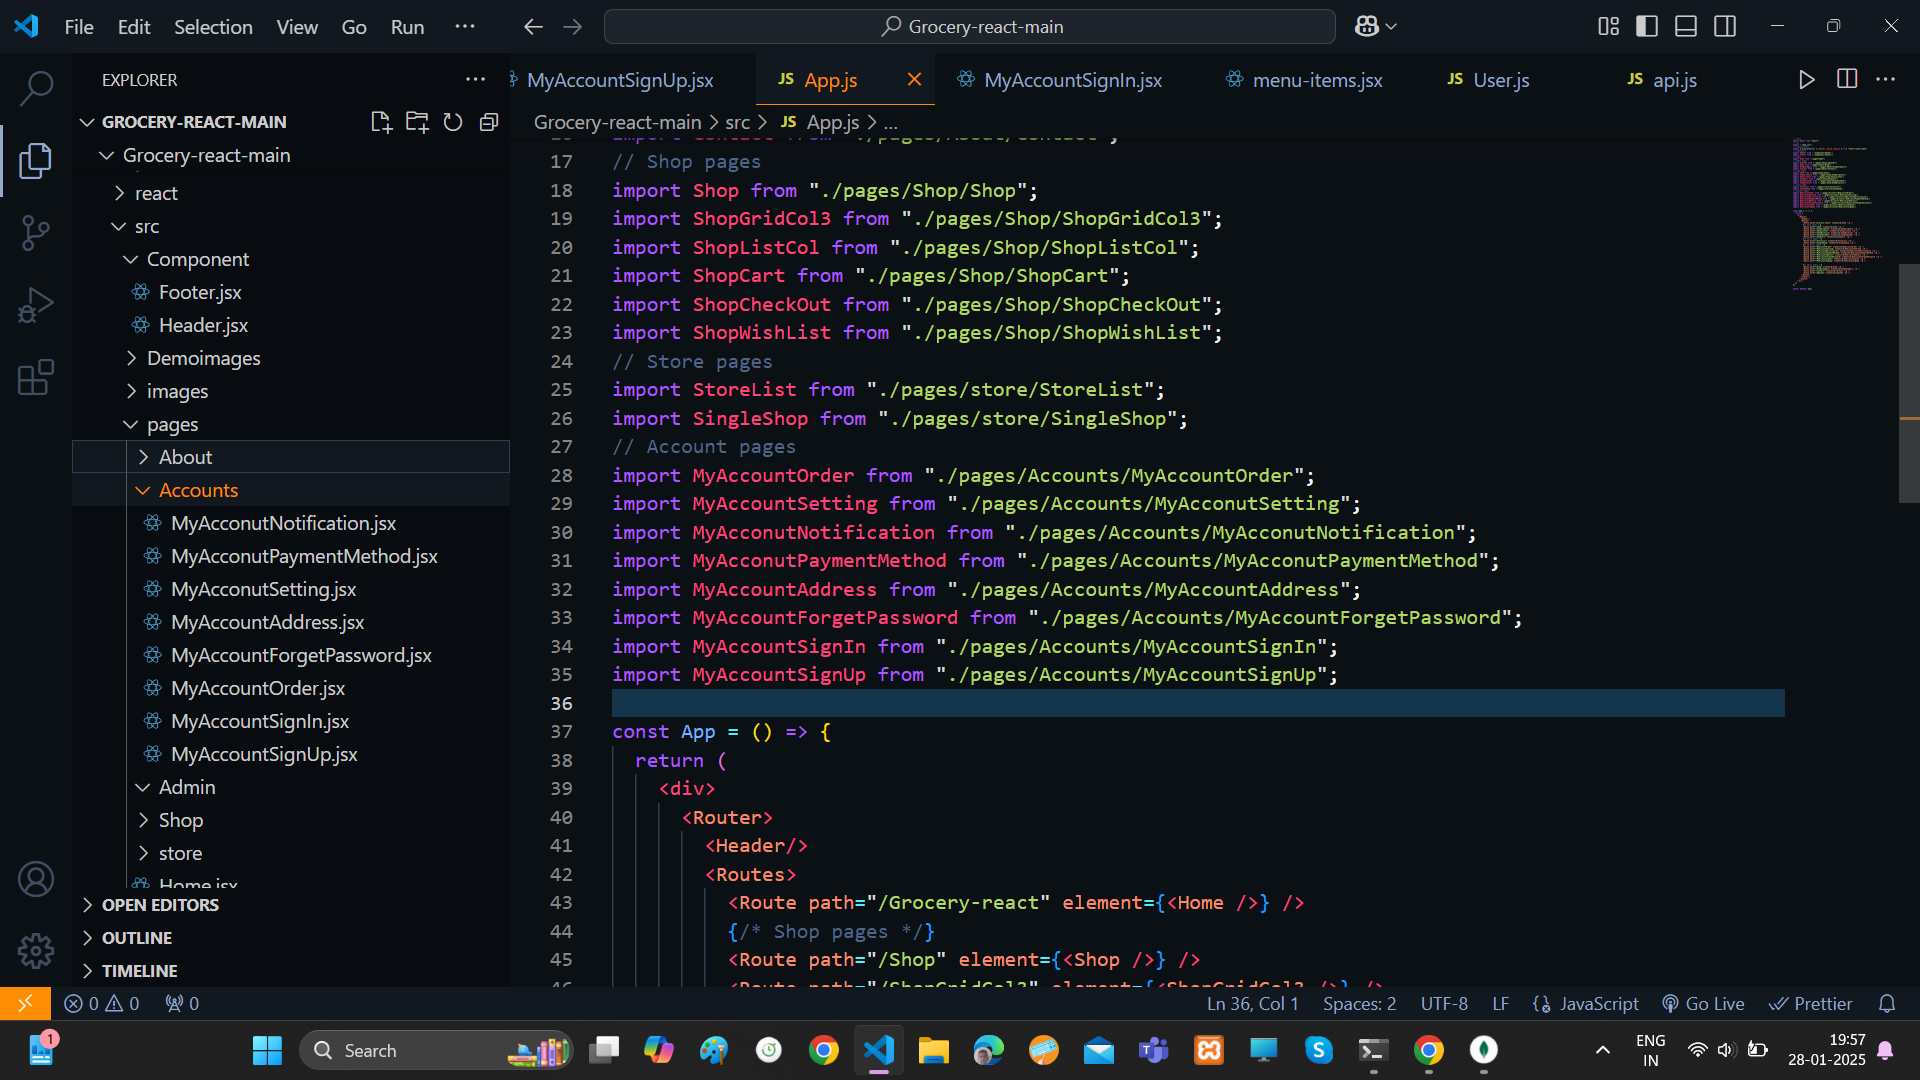 File Edit Selection View Go Run ... Grocery-react-main
EXPLORER
GROCERY-REACT-MAIN
Grocery-react-main
react
src
Component
Footer.jsx
Header.jsx
Demoimages
images
pages
About
Accounts
MyAcconutNotification.jsx
MyAcconutPaymentMethod.jsx
MyAcconutSetting.jsx
MyAccountAddress.jsx
MyAccountForgetPassword.jsx
MyAccountOrder.jsx
MyAccountSignIn.jsx
MyAccountSignUp.jsx
Admin
Shop
store
Home.jsx
OPEN EDITORS
OUTLINE
TIMELINE
MyAccountSignUp.jsx JS App.js MyAccountSignIn.jsx menu-items.jsx JS User.js JS api.js
Grocery-react-main > src > JS App.js > ...
16 import Contact from "./pages/About/Contact";
17 // Shop pages
18 import Shop from "./pages/Shop/Shop";
19 import ShopGridCol3 from "./pages/Shop/ShopGridCol3";
20 import ShopListCol from "./pages/Shop/ShopListCol";
21 import ShopCart from "./pages/Shop/ShopCart";
22 import ShopCheckOut from "./pages/Shop/ShopCheckOut";
23 import ShopWishList from "./pages/Shop/ShopWishList";
24 // Store pages
25 import StoreList from "./pages/store/StoreList";
26 import SingleShop from "./pages/store/SingleShop";
27 // Account pages
28 import MyAccountOrder from "./pages/Accounts/MyAccountOrder";
29 import MyAccountSetting from "./pages/Accounts/MyAcconutSetting";
30 import MyAcconutNotification from "./pages/Accounts/MyAcconutNotification";
31 import MyAcconutPaymentMethod from "./pages/Accounts/MyAcconutPaymentMethod";
32 import MyAccountAddress from "./pages/Accounts/MyAccountAddress";
33 import MyAccountForgetPassword from "./pages/Accounts/MyAccountForgetPassword";
34 import MyAccountSignIn from "./pages/Accounts/MyAccountSignIn";
35 import MyAccountSignUp from "./pages/Accounts/MyAccountSignUp";
36
37 const App = () => {
38 return (
39 <div>
40 <Router>
41 <Header/>
42 <Routes>
43 <Route path="/Grocery-react" element={<Home />} />
44 {/* Shop pages */}
45 <Route path="/Shop" element={<Shop />} />
46 <Route path="/ShopGridCol3" element={<ShopGridCol3 />} />
0 0 0 Ln 36, Col 1 Spaces: 2 UTF-8 LF JavaScript Go Live Prettier
1 Search ENG IN 19:57 28-01-2025